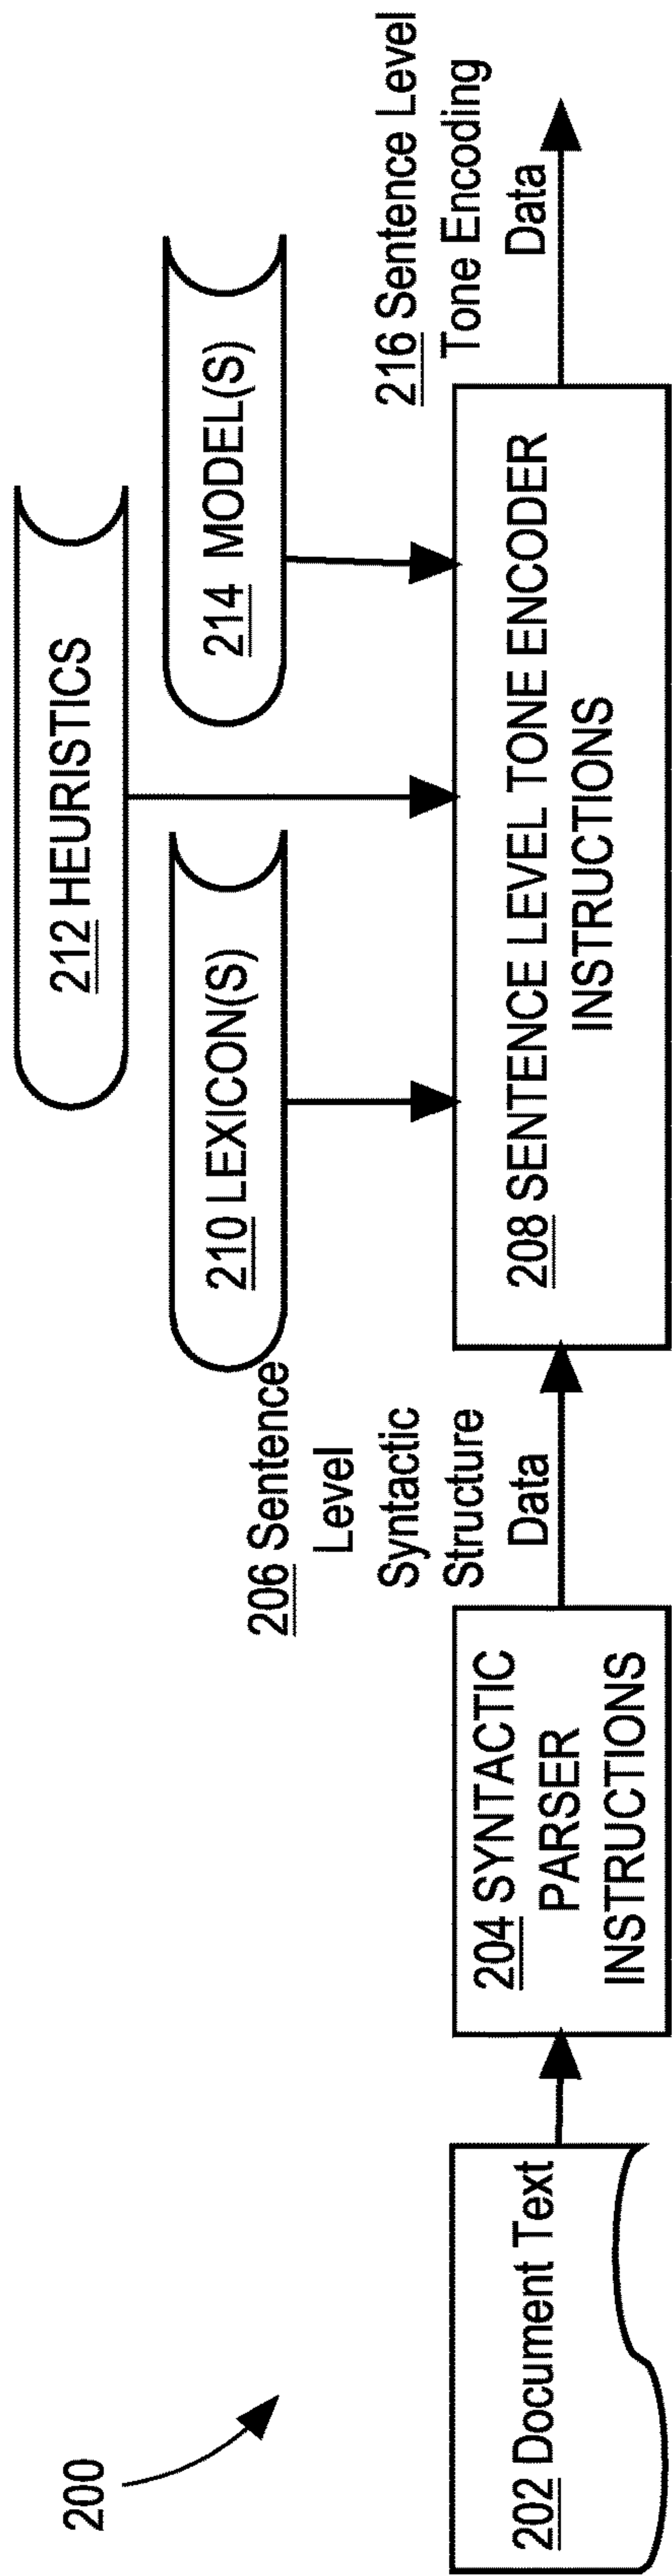 200
202 Document Text
204 SYNTACTIC
PARSER
INSTRUCTIONS
206 Sentence
Level
Syntactic
Structure
Data
208 SENTENCE LEVEL TONE ENCODER
INSTRUCTIONS
210 LEXICON(S)
212 HEURISTICS
214 MODEL(S)
216 Sentence Level
Tone Encoding
Data